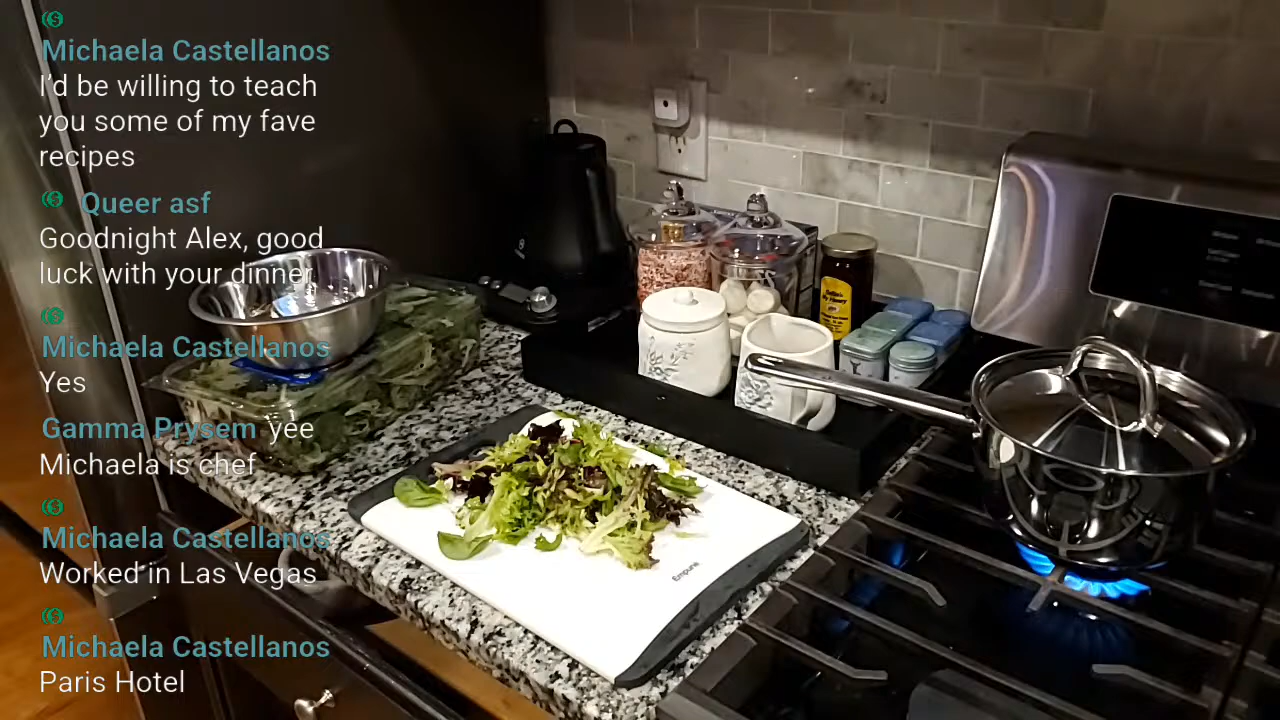 Michaela Castellanos
I'd be willing to teach
you some of my fave
recipes
Queer asf
Goodnight Alex, good
luck with your dinner
Michaela Castellanos
Yes
Gamma Prysem yee
Michaela is chef
Michaela Castellanos
Worked in Las Vegas
Michaela Castellanos
Paris Hotel
Empune